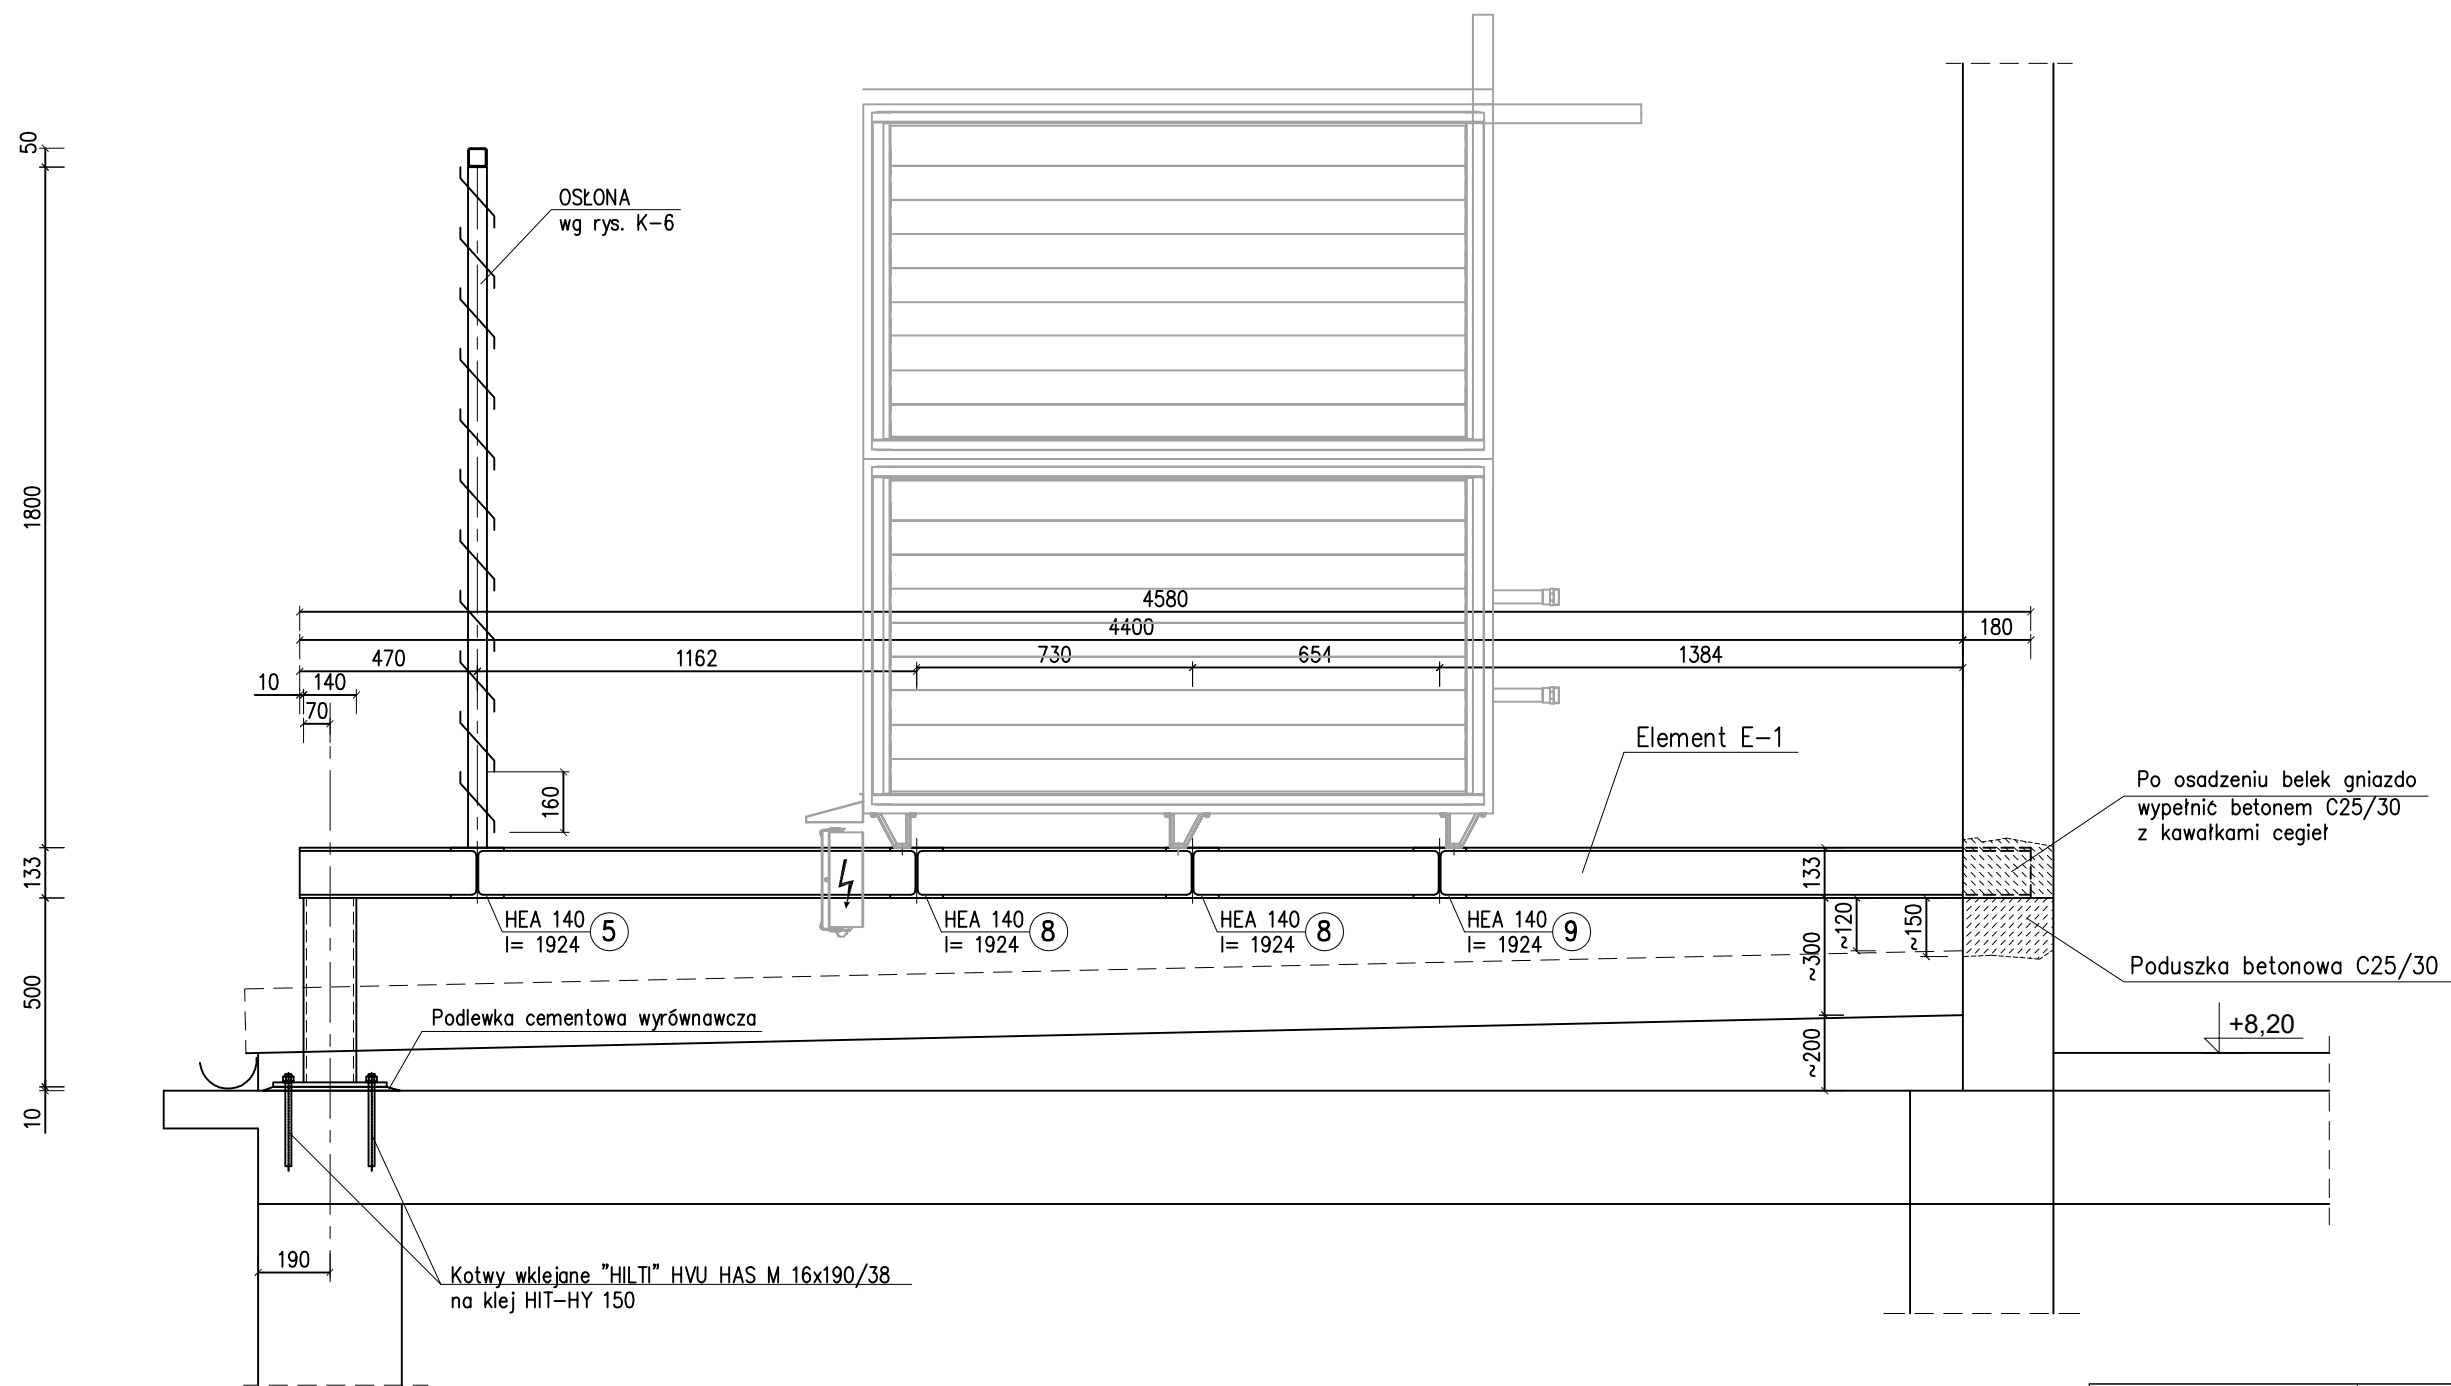 50
OSŁONA
wg rys. K-6
1800
4580
4400
180
470
1162
730
654
1384
10
140
70
Element E-1
160
Po osadzeniu belek gniazdo
wypełnić betonem C25/30
z kawałkami cegieł
133
133
HEA 140
l= 1924
5
HEA 140
l= 1924
8
HEA 140
l= 1924
8
HEA 140
l= 1924
9
~120
~150
~300
Poduszka betonowa C25/30
500
Podlewka cementowa wyrównawcza
+8,20
~200
10
190
Kotwy wklejane "HILTI" HVU HAS M 16x190/38
na klej HIT-HY 150